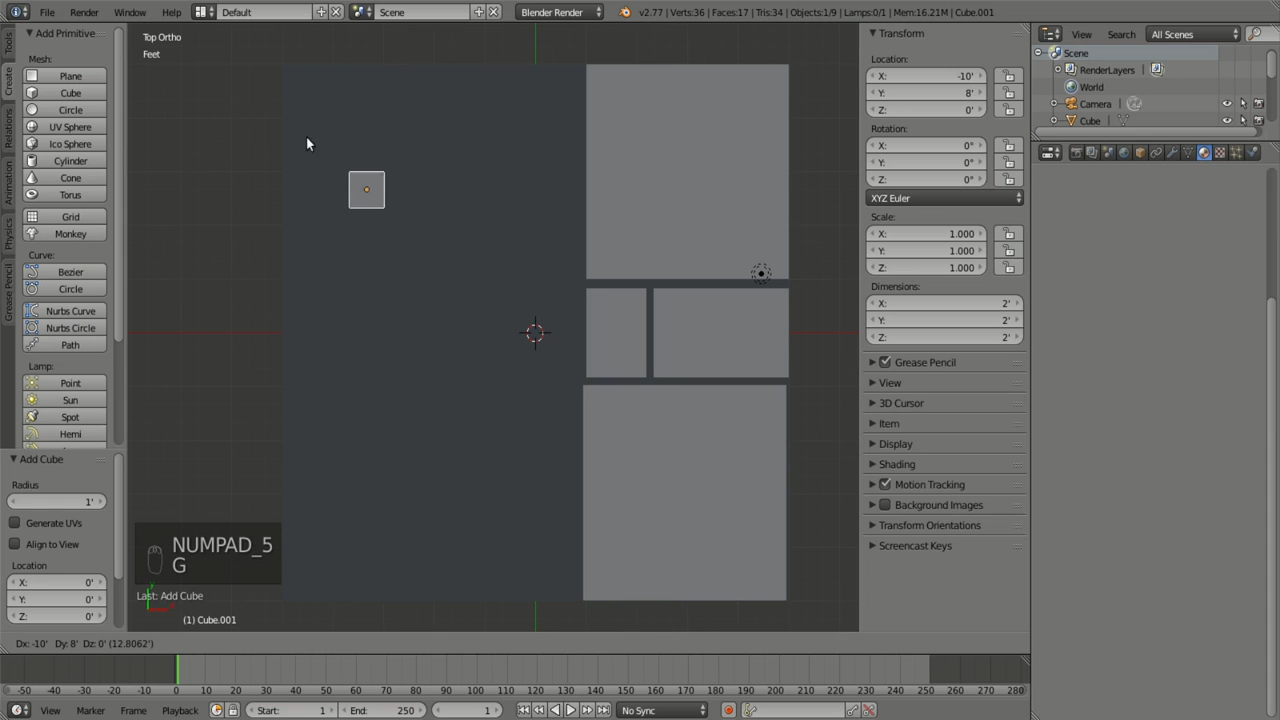 File Render Window Help Default Scene Blender Render v2.77 | Verts:36 | Faces:17 | Tris:34 | Objects:1/9 | Lamps:0/1 | Mem:16.21M | Cube.001
Tools
Create
Relations
Animation
Physics
Grease Pencil
Add Primitive
Mesh:
Plane
Cube
Circle
UV Sphere
Ico Sphere
Cylinder
Cone
Torus
Grid
Monkey
Curve:
Bezier
Circle
Nurbs Curve
Nurbs Circle
Path
Lamp:
Point
Sun
Spot
Hemi
Add Cube
Radius
1'
Generate UVs
Align to View
Location
X: 0'
Y: 0'
Z: 0'
Top Ortho
Feet
NUMPAD_5
G
Last: Add Cube
(1) Cube.001
Transform
Location:
X: -10'
Y: 8'
Z: 0'
Rotation:
X: 0°
Y: 0°
Z: 0°
XYZ Euler
Scale:
X: 1.000
Y: 1.000
Z: 1.000
Dimensions:
X: 2'
Y: 2'
Z: 2'
Grease Pencil
View
3D Cursor
Item
Display
Shading
Motion Tracking
Background Images
Transform Orientations
Screencast Keys
View Search All Scenes
Scene
RenderLayers
World
Camera
Cube
Dx: -10' Dy: 8' Dz: 0' (12.8062')
-50 -40 -30 -20 -10 0 10 20 30 40 50 60 70 80 90 100 110 120 130 140 150 160 170 180 190 200 210 220 230 240 250 260 270 280
View Marker Frame Playback Start: 1 End: 250 1 No Sync